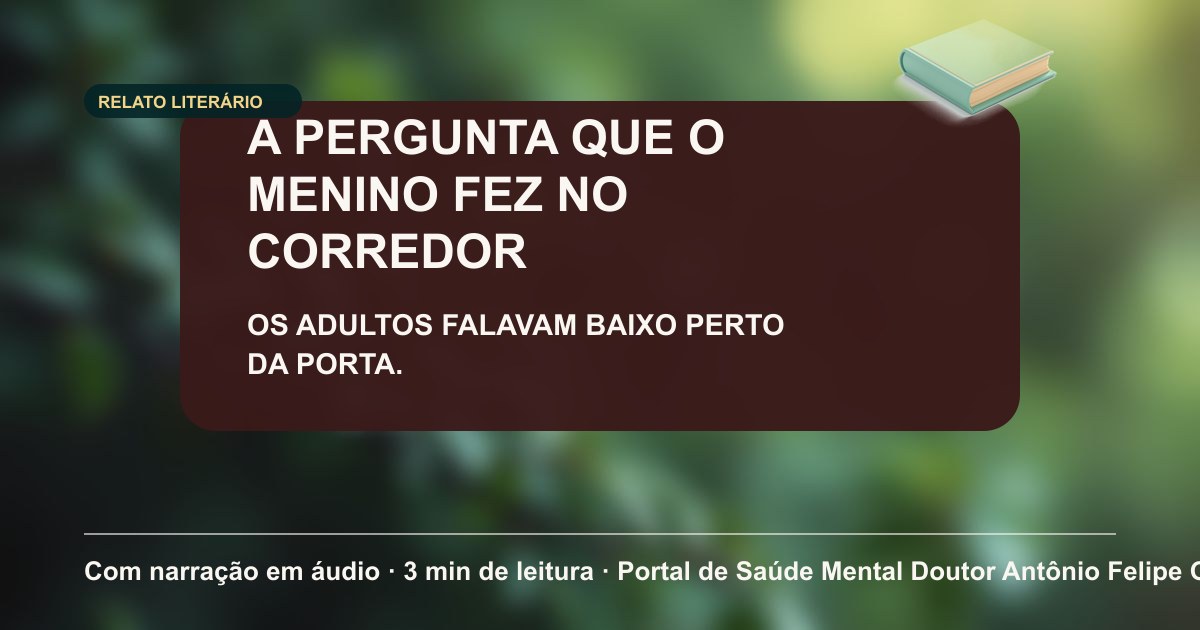 RELATO LITERÁRIO
A PERGUNTA QUE O
MENINO FEZ NO
CORREDOR
OS ADULTOS FALAVAM BAIXO PERTO
DA PORTA.
Com narração em áudio · 3 min de leitura · Portal de Saúde Mental Doutor Antônio Felipe